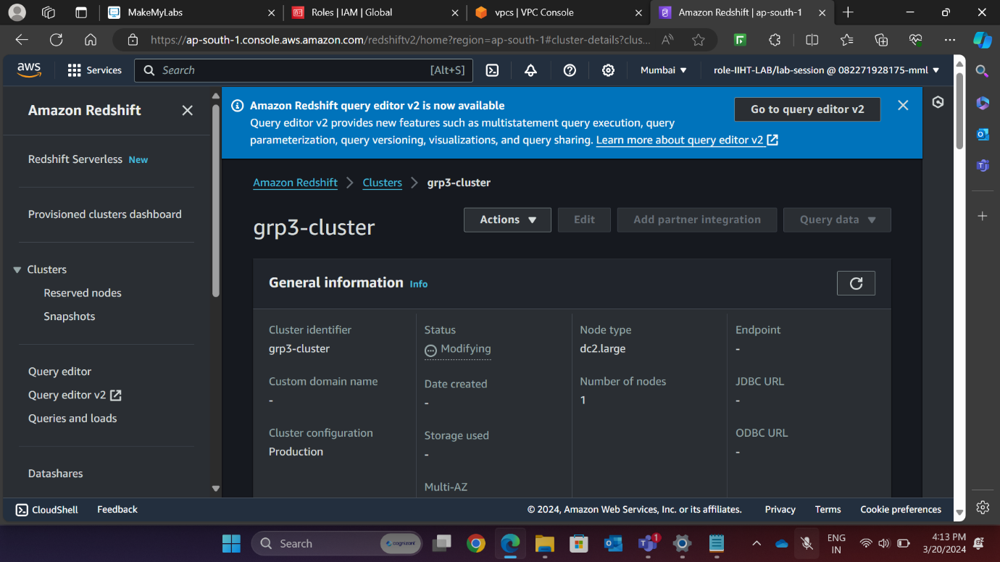 MakeMyLabs
Roles | IAM | Global
vpcs | VPC Console
Amazon Redshift | ap-south-1
https://ap-south-1.console.aws.amazon.com/redshiftv2/home?region=ap-south-1#cluster-details?clus...
aws
Services
Search
[Alt+S]
Mumbai
role-IIHT-LAB/lab-session @ 082271928175-mml
Amazon Redshift
Redshift Serverless New
Provisioned clusters dashboard
Clusters
Reserved nodes
Snapshots
Query editor
Query editor v2
Queries and loads
Datashares
Amazon Redshift query editor v2 is now available
Query editor v2 provides new features such as multistatement query execution, query
parameterization, query versioning, visualizations, and query sharing. Learn more about query editor v2
Go to query editor v2
Amazon Redshift > Clusters > grp3-cluster
grp3-cluster
Actions
Edit
Add partner integration
Query data
General information Info
Cluster identifier
grp3-cluster
Custom domain name
-
Cluster configuration
Production
Status
Modifying
Date created
-
Storage used
-
Multi-AZ
Node type
dc2.large
Number of nodes
1
Endpoint
-
JDBC URL
-
ODBC URL
-
CloudShell
Feedback
© 2024, Amazon Web Services, Inc. or its affiliates.
Privacy
Terms
Cookie preferences
Search
cognizant
1
ENG
IN
4:13 PM
3/20/2024